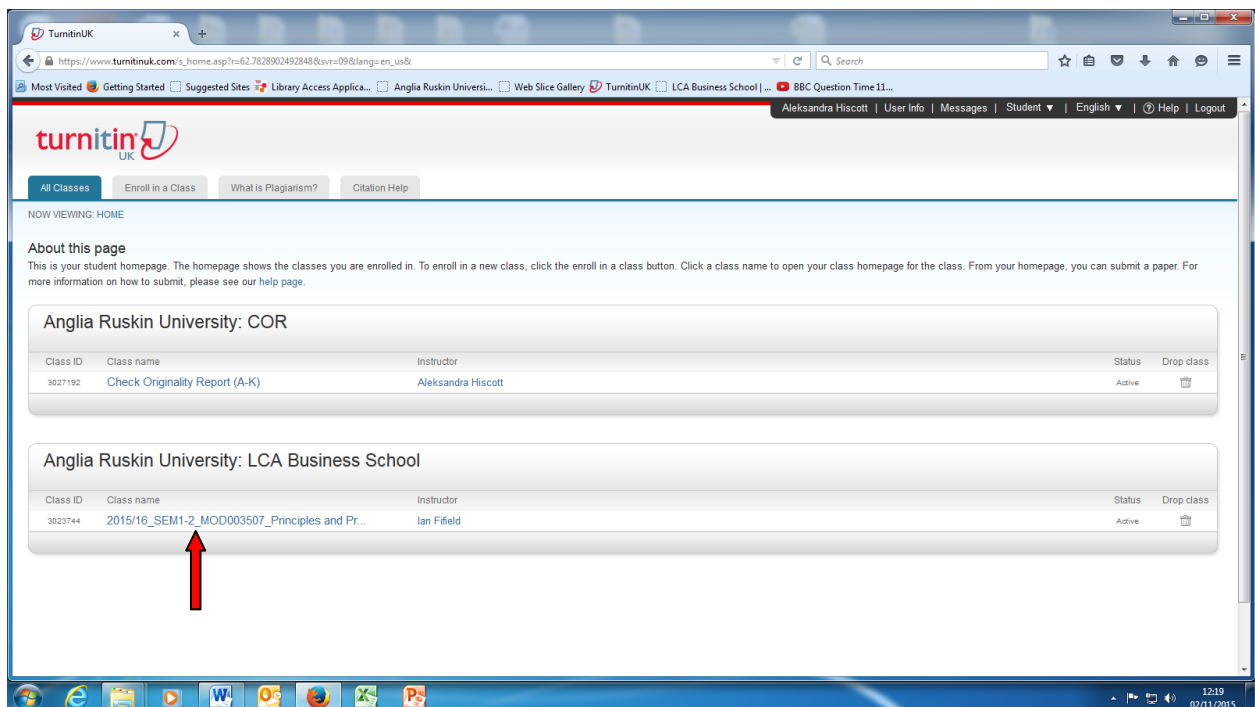 TurnitinUK × +
https://www.turnitinuk.com/s_home.asp?r=62.7828902492848&svr=09&lang=en_us& Search
Most Visited Getting Started Suggested Sites Library Access Applica... Anglia Ruskin Universi... Web Slice Gallery TurnitinUK LCA Business School | ... BBC Question Time 11...
Aleksandra Hiscott | User Info | Messages | Student ▼ | English ▼ | ? Help | Logout
turnitin
UK
All Classes Enroll in a Class What is Plagiarism? Citation Help
NOW VIEWING: HOME
About this page
This is your student homepage. The homepage shows the classes you are enrolled in. To enroll in a new class, click the enroll in a class button. Click a class name to open your class homepage for the class. From your homepage, you can submit a paper. For
more information on how to submit, please see our help page.
Anglia Ruskin University: COR
Class ID Class name Instructor Status Drop class
3027192 Check Originality Report (A-K) Aleksandra Hiscott Active
Anglia Ruskin University: LCA Business School
Class ID Class name Instructor Status Drop class
3023744 2015/16_SEM1-2_MOD003507_Principles and Pr... Ian Fifield Active
12:19
02/11/2015